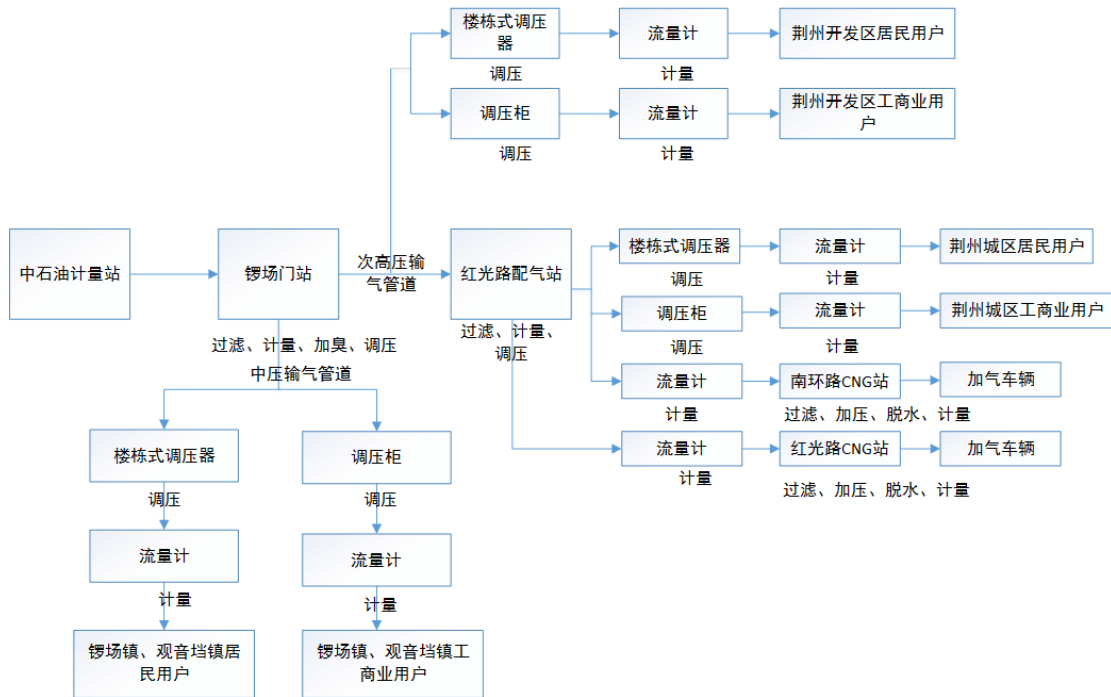 楼栋式调压
器
流量计
荆州开发区居民用户
调压
计量
调压柜
流量计
荆州开发区工商业用
户
调压
计量
中石油计量站
锣场门站
次高压输
气管道
红光路配气站
楼栋式调压器
流量计
荆州城区居民用户
调压
计量
调压柜
流量计
荆州城区工商业用户
过滤、计量、加臭、调压
过滤、计量、
调压
调压
计量
中压输气管道
流量计
南环路CNG站
加气车辆
计量
过滤、加压、脱水、计量
楼栋式调压器
调压柜
流量计
红光路CNG站
加气车辆
计量
过滤、加压、脱水、计量
调压
调压
流量计
流量计
计量
计量
锣场镇、观音垱镇居
民用户
锣场镇、观音垱镇工
商业用户